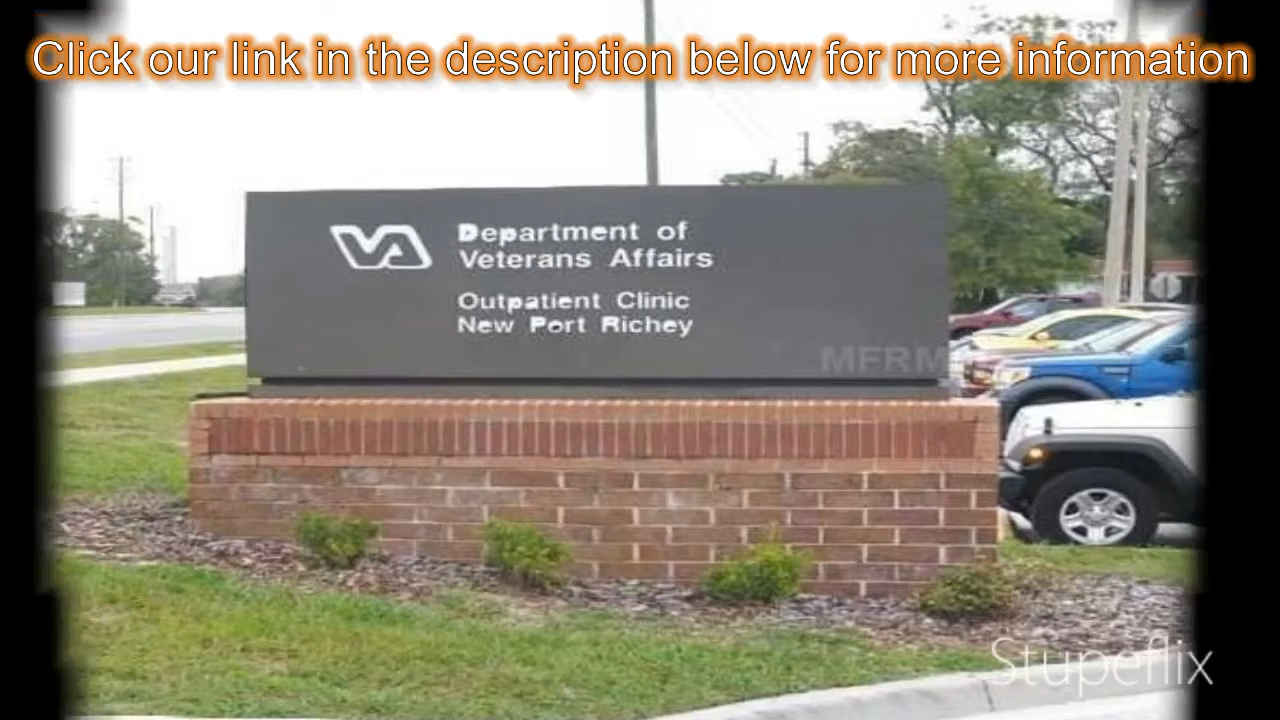 Click our link in the description below for more information
VA
Department of
Veterans Affairs
Outpatient Clinic
New Port Richey
MFRM
Stupeflix